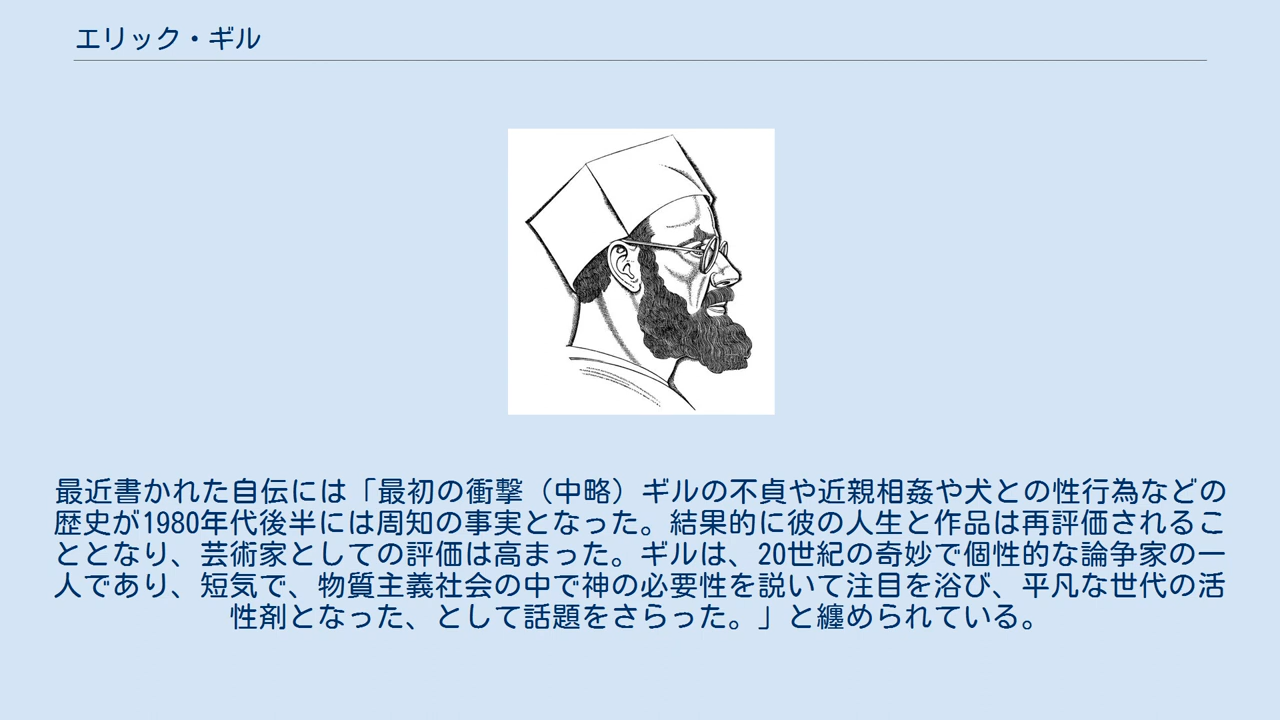 エリック・ギル
最近書かれた自伝には「最初の衝撃（中略）ギルの不貞や近親相姦や犬との性行為などの
歴史が1980年代後半には周知の事実となった。結果的に彼の人生と作品は再評価されるこ
ととなり、芸術家としての評価は高まった。ギルは、20世紀の奇妙で個性的な論争家の一
人であり、短気で、物質主義社会の中で神の必要性を説いて注目を浴び、平凡な世代の活
性剤となった、として話題をさらった。」と纏められている。